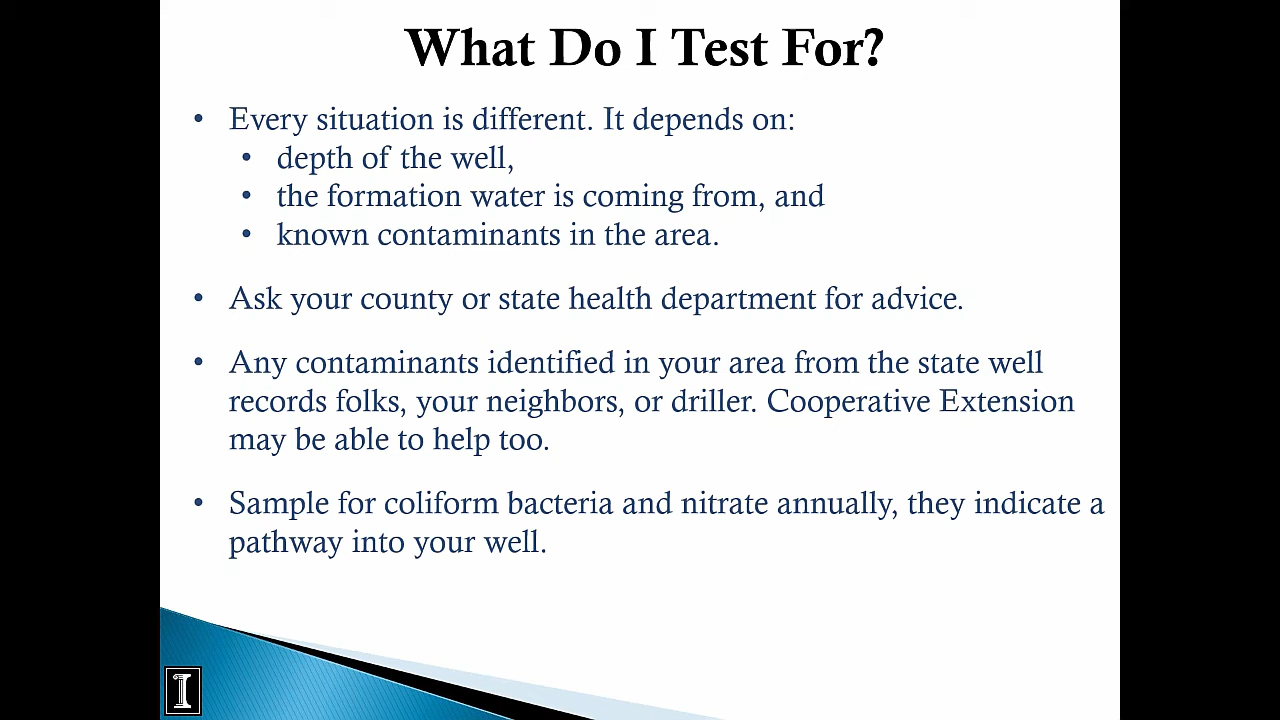 What Do I Test For?
• Every situation is different. It depends on:
• depth of the well,
• the formation water is coming from, and
• known contaminants in the area.
• Ask your county or state health department for advice.
• Any contaminants identified in your area from the state well
records folks, your neighbors, or driller. Cooperative Extension
may be able to help too.
• Sample for coliform bacteria and nitrate annually, they indicate a
pathway into your well.
I